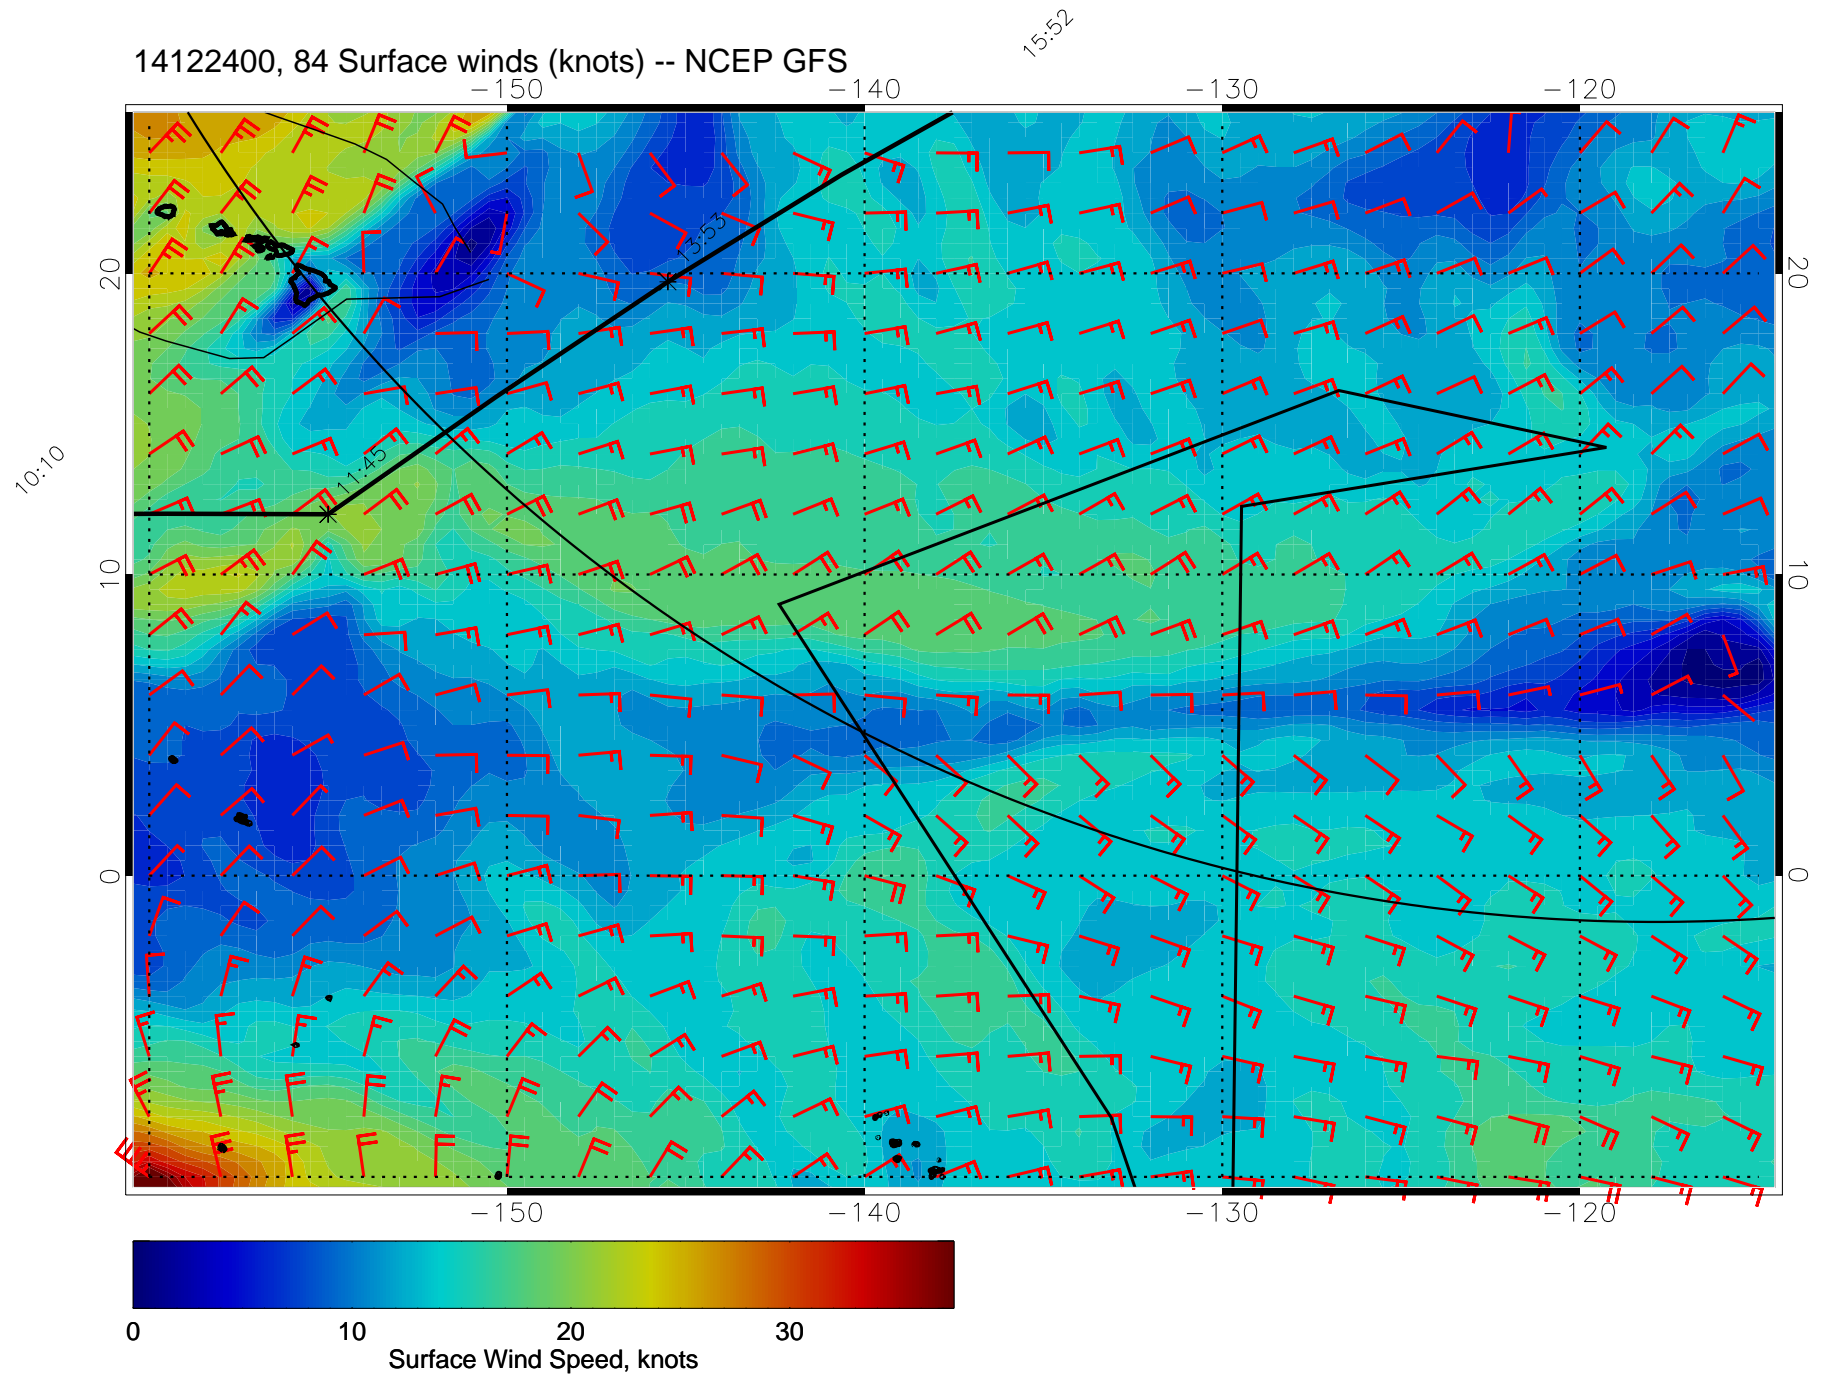 15:52
14122400, 84 Surface winds (knots) -- NCEP GFS
-150 -140 -130 -120
13:53
20 20
11:45
10:10
10 10
0 0
-150 -140 -130 -120
0 10 20 30
Surface Wind Speed, knots